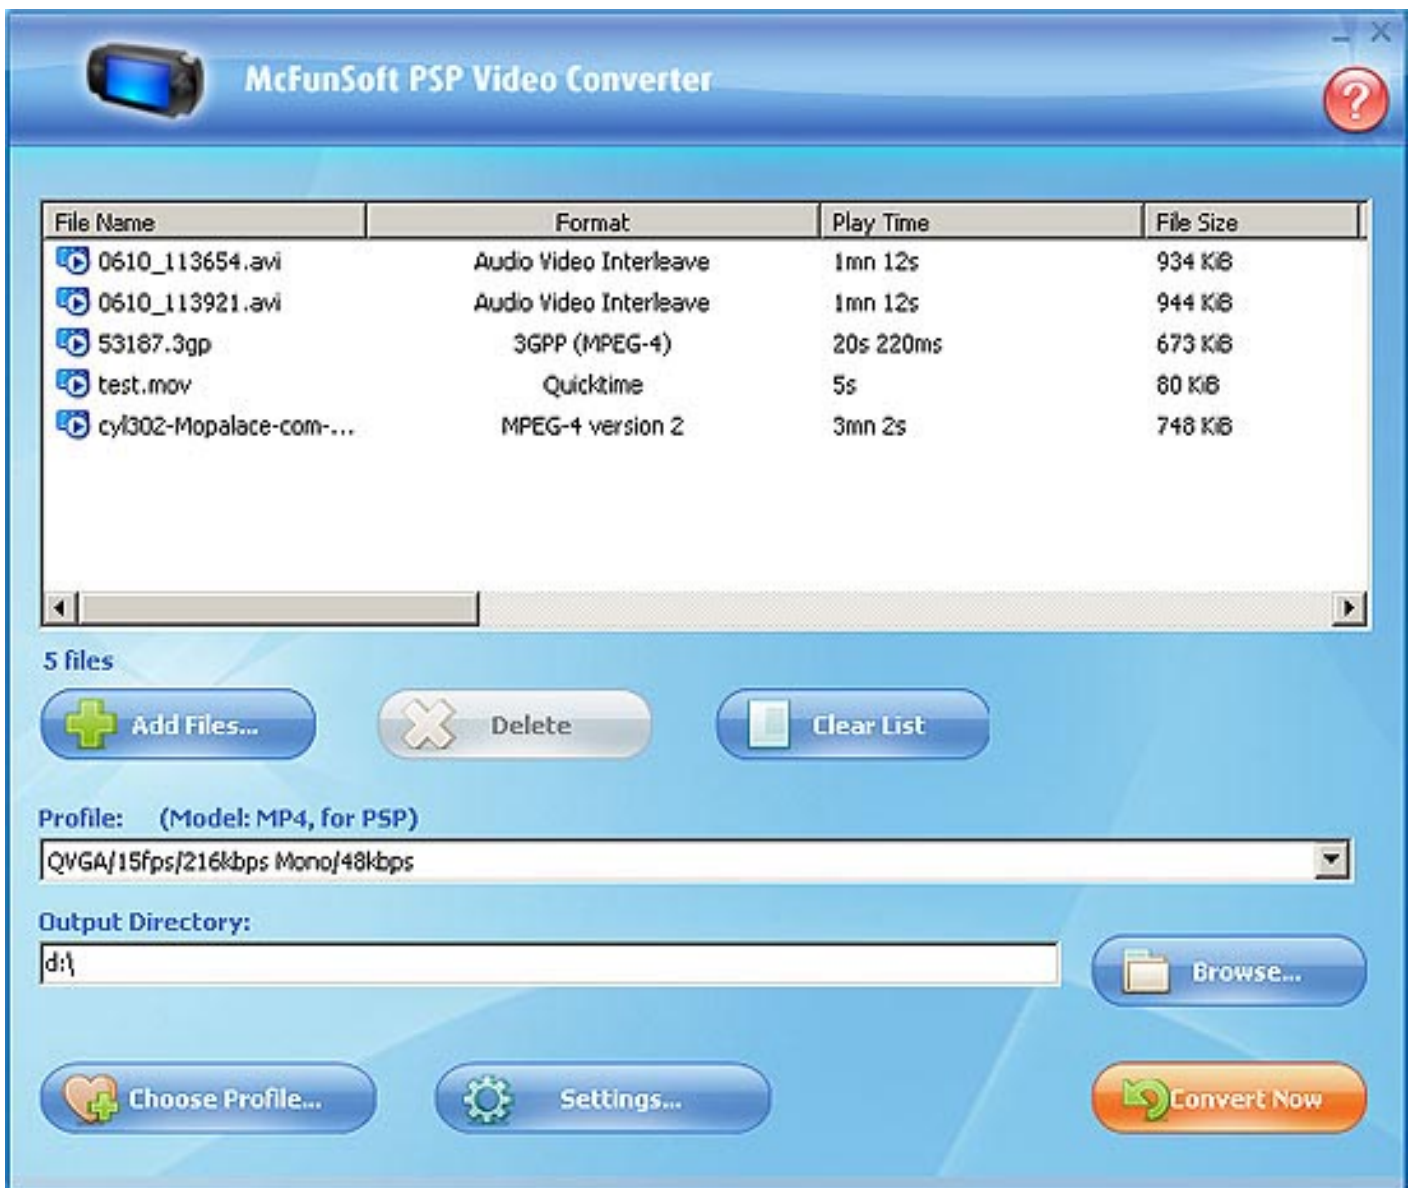 McFunSoft PSP Video Converter
File Name Format Play Time File Size
0610_113654.avi Audio Video Interleave 1mn 12s 934 KiB
0610_113921.avi Audio Video Interleave 1mn 12s 944 KiB
53187.3gp 3GPP (MPEG-4) 20s 220ms 673 KiB
test.mov Quicktime 5s 80 KiB
cyl302-Mopalace-com-... MPEG-4 version 2 3mn 2s 748 KiB
5 files
Add Files... Delete Clear List
Profile: (Model: MP4, for PSP)
QVGA/15fps/216kbps Mono/48kbps
Output Directory:
d:\
Browse...
Choose Profile... Settings... Convert Now